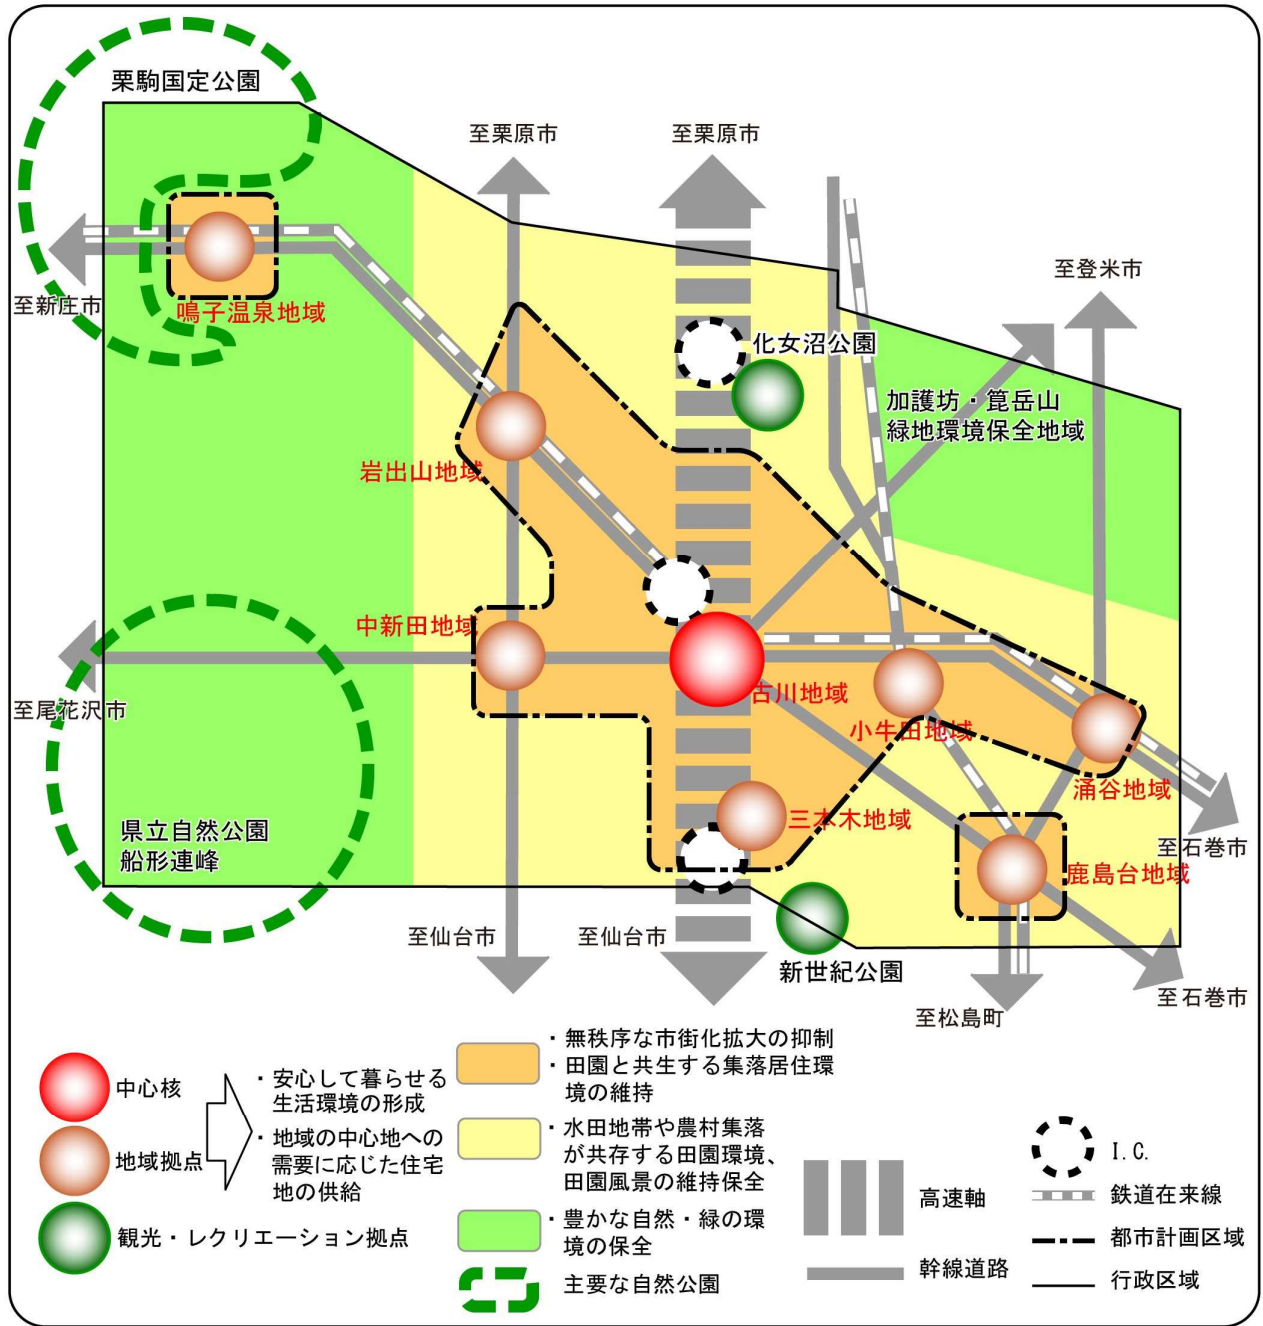 栗駒国定公園
至栗原市
至栗原市
至登米市
至新庄市
鳴子温泉地域
化女沼公園
加護坊・箆岳山
緑地環境保全地域
岩出山地域
中新田地域
古川地域
至尾花沢市
小牛田地域
涌谷地域
三本木地域
県立自然公園
船形連峰
至石巻市
鹿島台地域
至仙台市
至仙台市
新世紀公園
至石巻市
至松島町
中心核
地域拠点
観光・レクリエーション拠点
・安心して暮らせる
生活環境の形成
・地域の中心地への
需要に応じた住宅
地の供給
・無秩序な市街化拡大の抑制
・田園と共生する集落居住環
境の維持
・水田地帯や農村集落
が共存する田園環境、
田園風景の維持保全
・豊かな自然・緑の環
境の保全
主要な自然公園
高速軸
幹線道路
I.C.
鉄道在来線
都市計画区域
行政区域